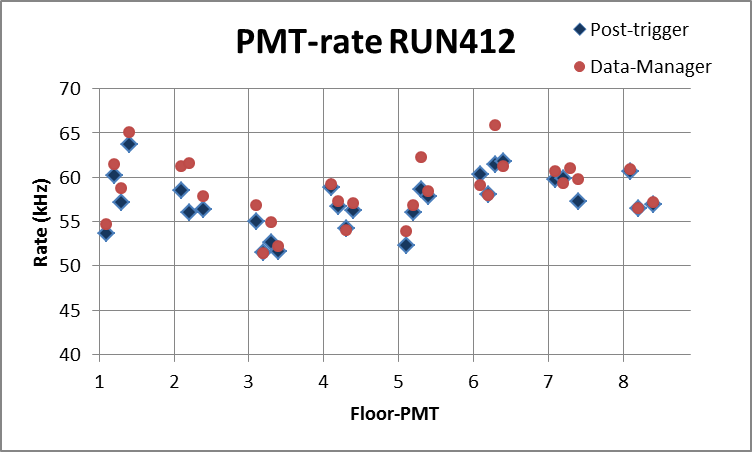 PMT-rate RUN412
Post-trigger
Data-Manager
70
65
60
55
50
45
40
Rate (kHz)
1 2 3 4 5 6 7 8
Floor-PMT